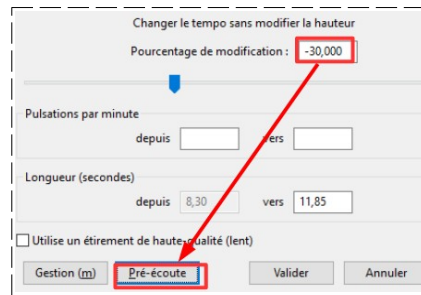 Changer le tempo sans modifier la hauteur
Pourcentage de modification : -30,000
Pulsations par minute
depuis vers
Longueur (secondes)
depuis 8,30 vers 11,85
Utilise un étirement de haute-qualité (lent)
Gestion (m) Pré-écoute Valider Annuler